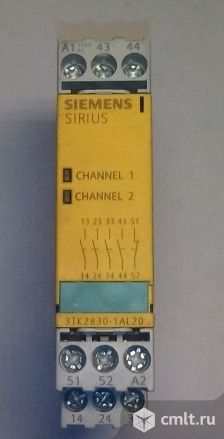 A1 43 44
SIEMENS
SIRIUS
CHANNEL 1
CHANNEL 2
13 23 33 43 51
14 24 34 44 52
3TK2830-1AL20
51 52 A2
14 24
cmlt.ru